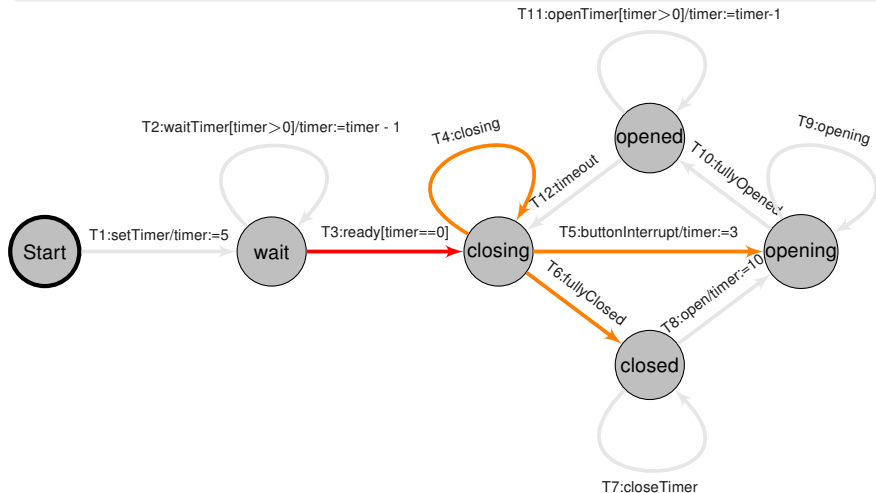 T11:openTimer[timer>0]/timer:=timer-1
T2:waitTimer[timer>0]/timer:=timer - 1
T4:closing
opened
T9:opening
T12:timeout
T10:fullyOpened
Start
T1:setTimer/timer:=5
wait
T3:ready[timer==0]
closing
T5:buttonInterrupt/timer:=3
opening
T6:fullyClosed
T8:open/timer:=10
closed
T7:closeTimer